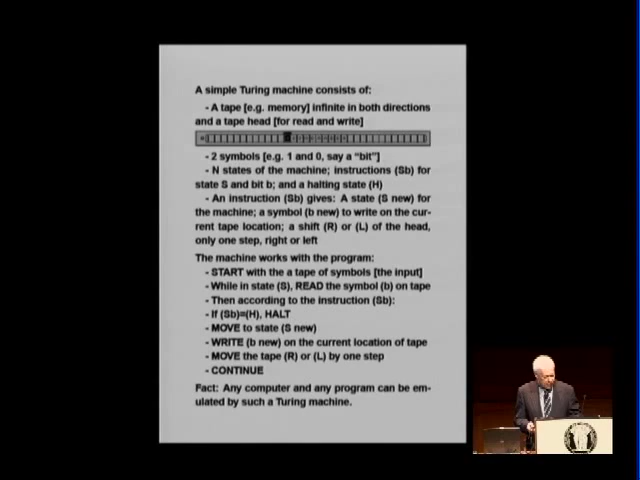 A simple Turing machine consists of:
- A tape [e.g. memory] infinite in both directions
and a tape head [for read and write]
- 2 symbols [e.g. 1 and 0, say a “bit”]
- N states of the machine; instructions (Sb) for
state S and bit b; and a halting state (H)
- An instruction (Sb) gives: A state (S new) for
the machine; a symbol (b new) to write on the cur-
rent tape location; a shift (R) or (L) of the head,
only one step, right or left
The machine works with the program:
- START with the a tape of symbols [the input]
- While in state (S), READ the symbol (b) on tape
- Then according to the instruction (Sb):
- If (Sb)=(H), HALT
- MOVE to state (S new)
- WRITE (b new) on the current location of tape
- MOVE the tape (R) or (L) by one step
- CONTINUE
Fact: Any computer and any program can be em-
ulated by such a Turing machine.